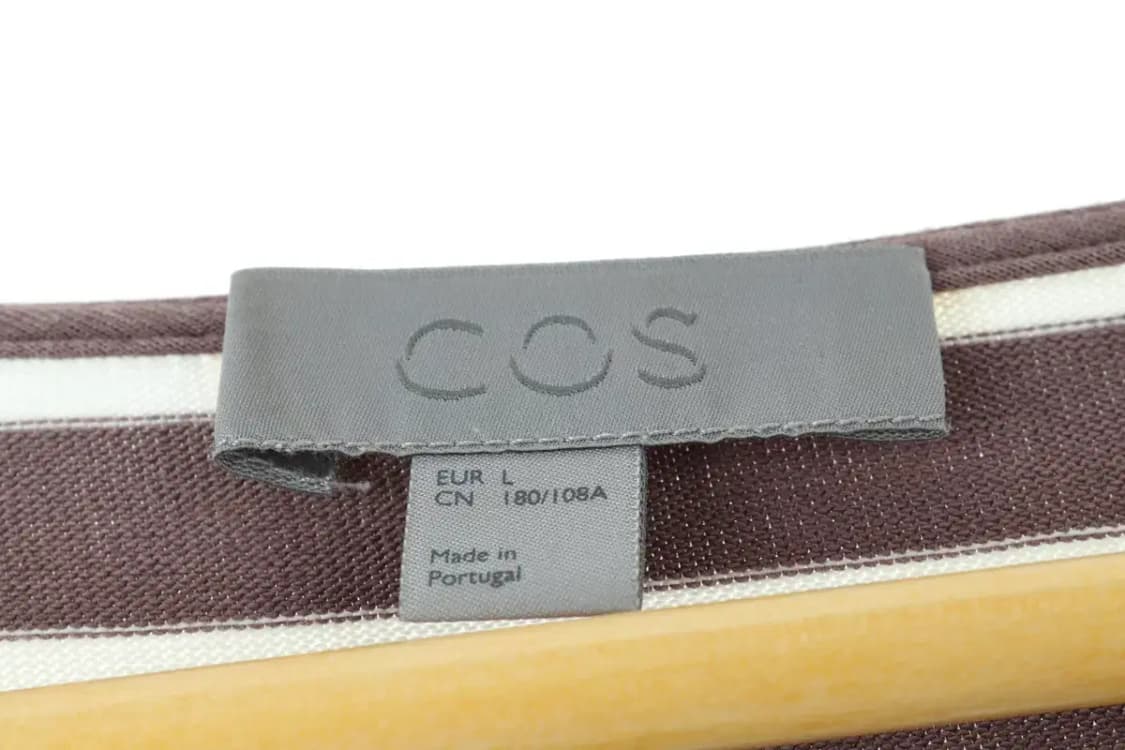 COS
EUR L
CN 180/108A
Made in
Portugal